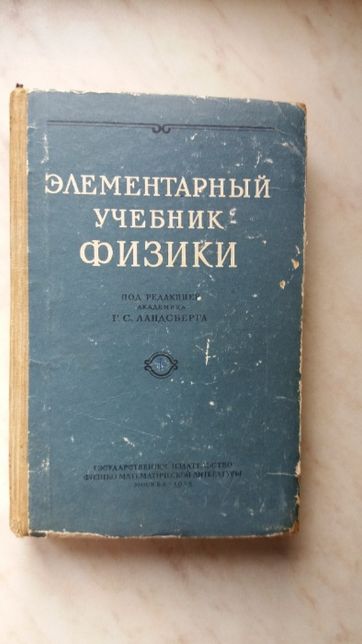 ЭЛЕМЕНТАРНЫЙ
УЧЕБНИК
ФИЗИКИ
ПОД РЕДАКЦИЕЙ
АКАДЕМИКА
Г. С. ЛАНДСБЕРГА
ГОСУДАРСТВЕННОЕ ИЗДАТЕЛЬСТВО
ФИЗИКО-МАТЕМАТИЧЕСКОЙ ЛИТЕРАТУРЫ
МОСКВА